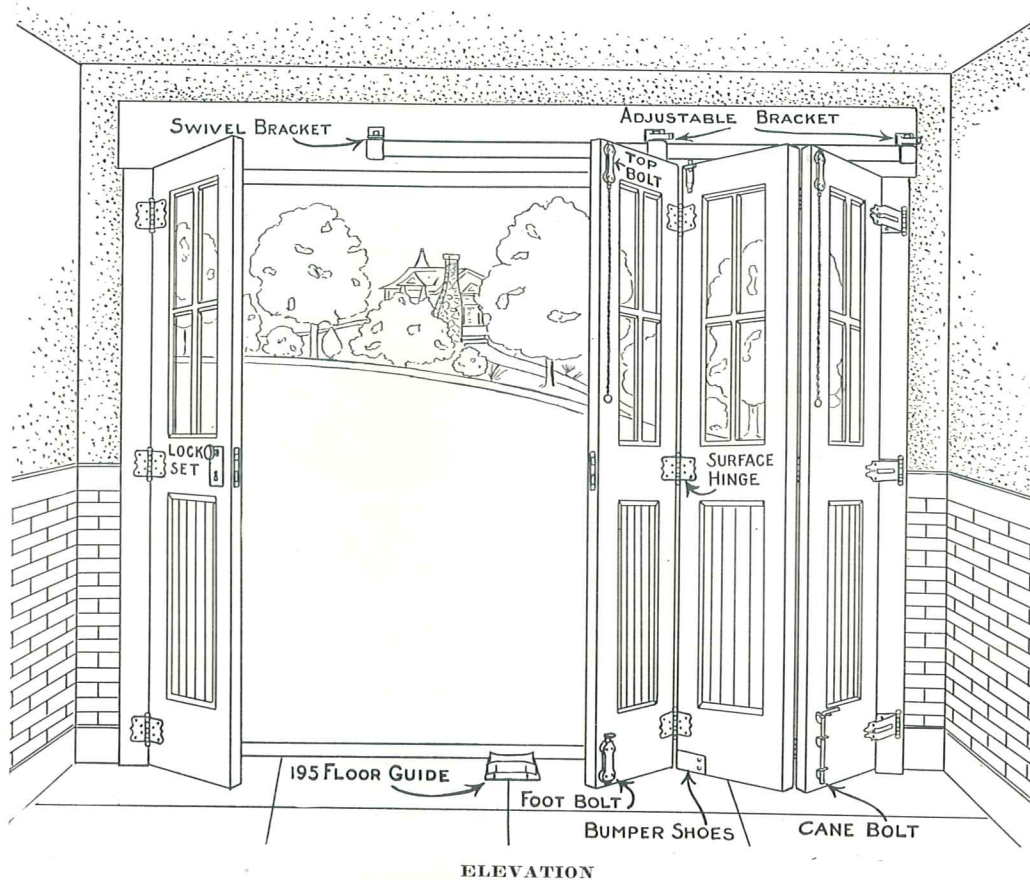 SWIVEL BRACKET
ADJUSTABLE BRACKET
TOP
BOLT
LOCK
SET
SURFACE
HINGE
195 FLOOR GUIDE
FOOT BOLT
BUMPER SHOES
CANE BOLT
ELEVATION